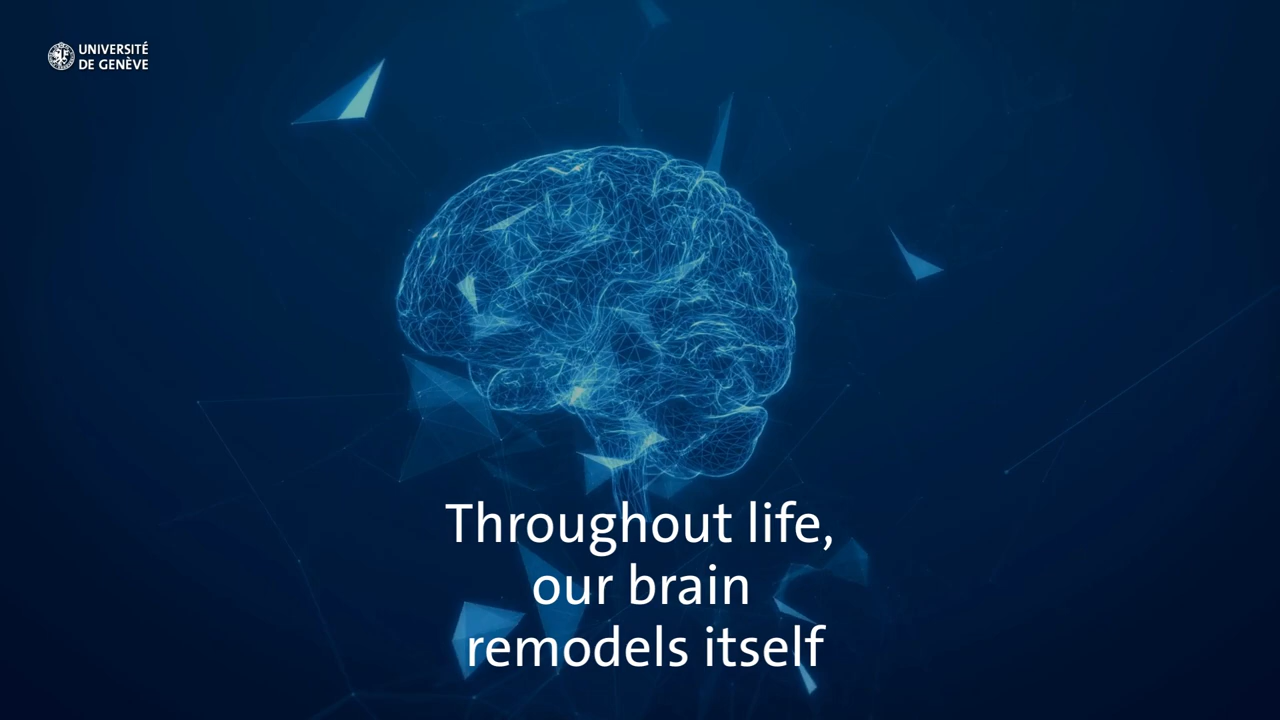 UNIVERSITÉ
DE GENÈVE
Throughout life,
our brain
remodels itself